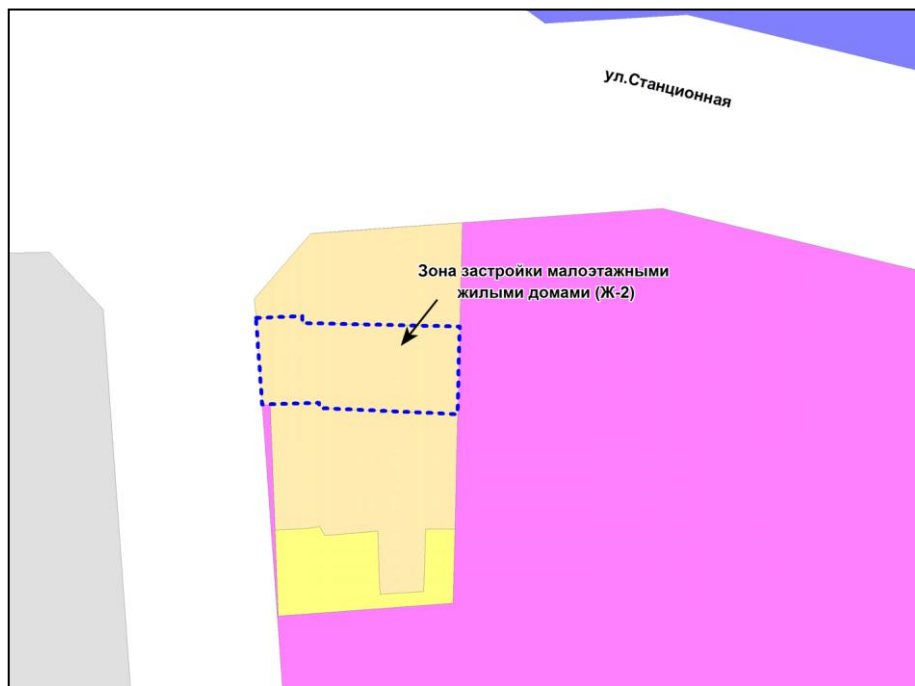 ул.Станционная
Зона застройки малоэтажными
жилыми домами (Ж-2)